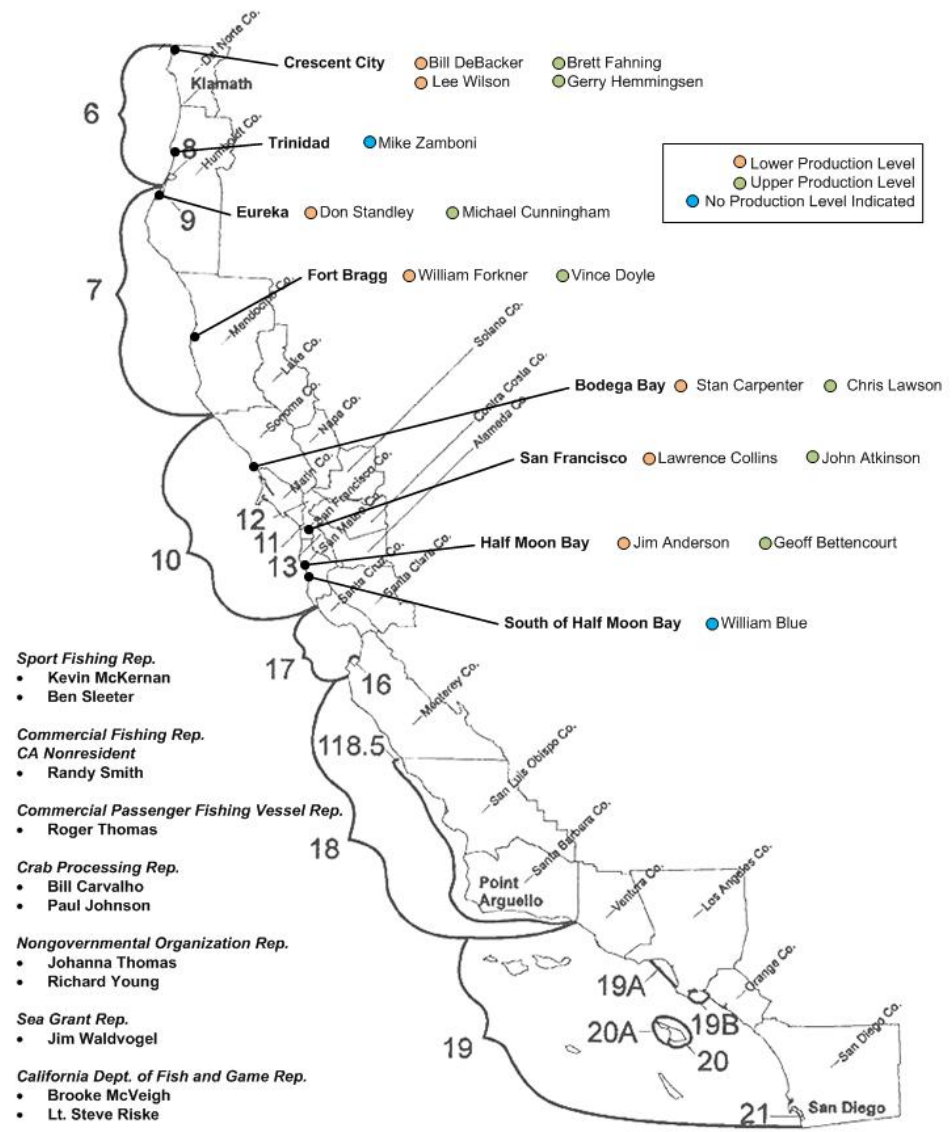 Del Norte Co.
Crescent City Bill DeBacker Brett Fahning
Lee Wilson Gerry Hemmingsen
Klamath
6
8
Humboldt Co.
Trinidad Mike Zamboni
Lower Production Level
Upper Production Level
No Production Level Indicated
9
Eureka Don Standley Michael Cunningham
7
Fort Bragg William Forkner Vince Doyle
Mendocino Co.
Lake Co.
Solano Co.
Sonoma Co.
Napa Co.
Contra Costa Co.
Alameda Co.
Bodega Bay Stan Carpenter Chris Lawson
Marin Co.
San Francisco Co.
San Francisco Lawrence Collins John Atkinson
12
San Mateo Co.
11
10
13
Half Moon Bay Jim Anderson Geoff Bettencourt
Santa Cruz Co.
Santa Clara Co.
South of Half Moon Bay William Blue
17
16
Monterey Co.
118.5
San Luis Obispo Co.
18
Santa Barbara Co.
Point
Arguello
Ventura Co.
Los Angeles Co.
Orange Co.
19A
19B
20A
20
19
San Diego Co.
21
San Diego
Sport Fishing Rep.
• Kevin McKernan
• Ben Sleeter
Commercial Fishing Rep.
CA Nonresident
• Randy Smith
Commercial Passenger Fishing Vessel Rep.
• Roger Thomas
Crab Processing Rep.
• Bill Carvalho
• Paul Johnson
Nongovernmental Organization Rep.
• Johanna Thomas
• Richard Young
Sea Grant Rep.
• Jim Waldvogel
California Dept. of Fish and Game Rep.
• Brooke McVeigh
• Lt. Steve Riske